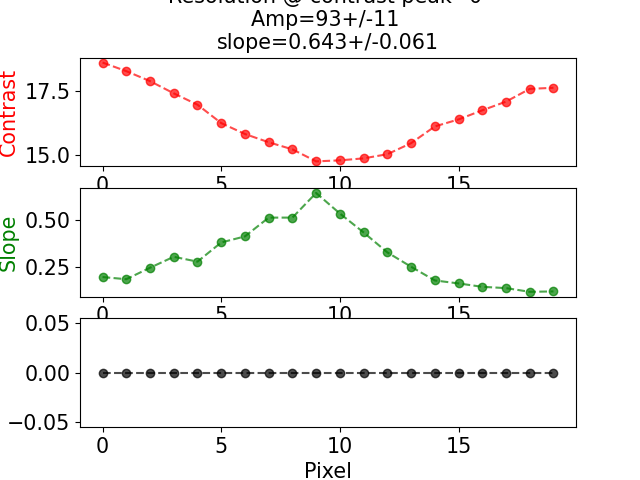 Resolution @ contrast peak
Amp=93+/-11
slope=0.643+/-0.061
Contrast
17.5
15.0
0 5 10 15
Slope
0.50
0.25
0 5 10 15
0.05
0.00
−0.05
0 5 10 15
Pixel